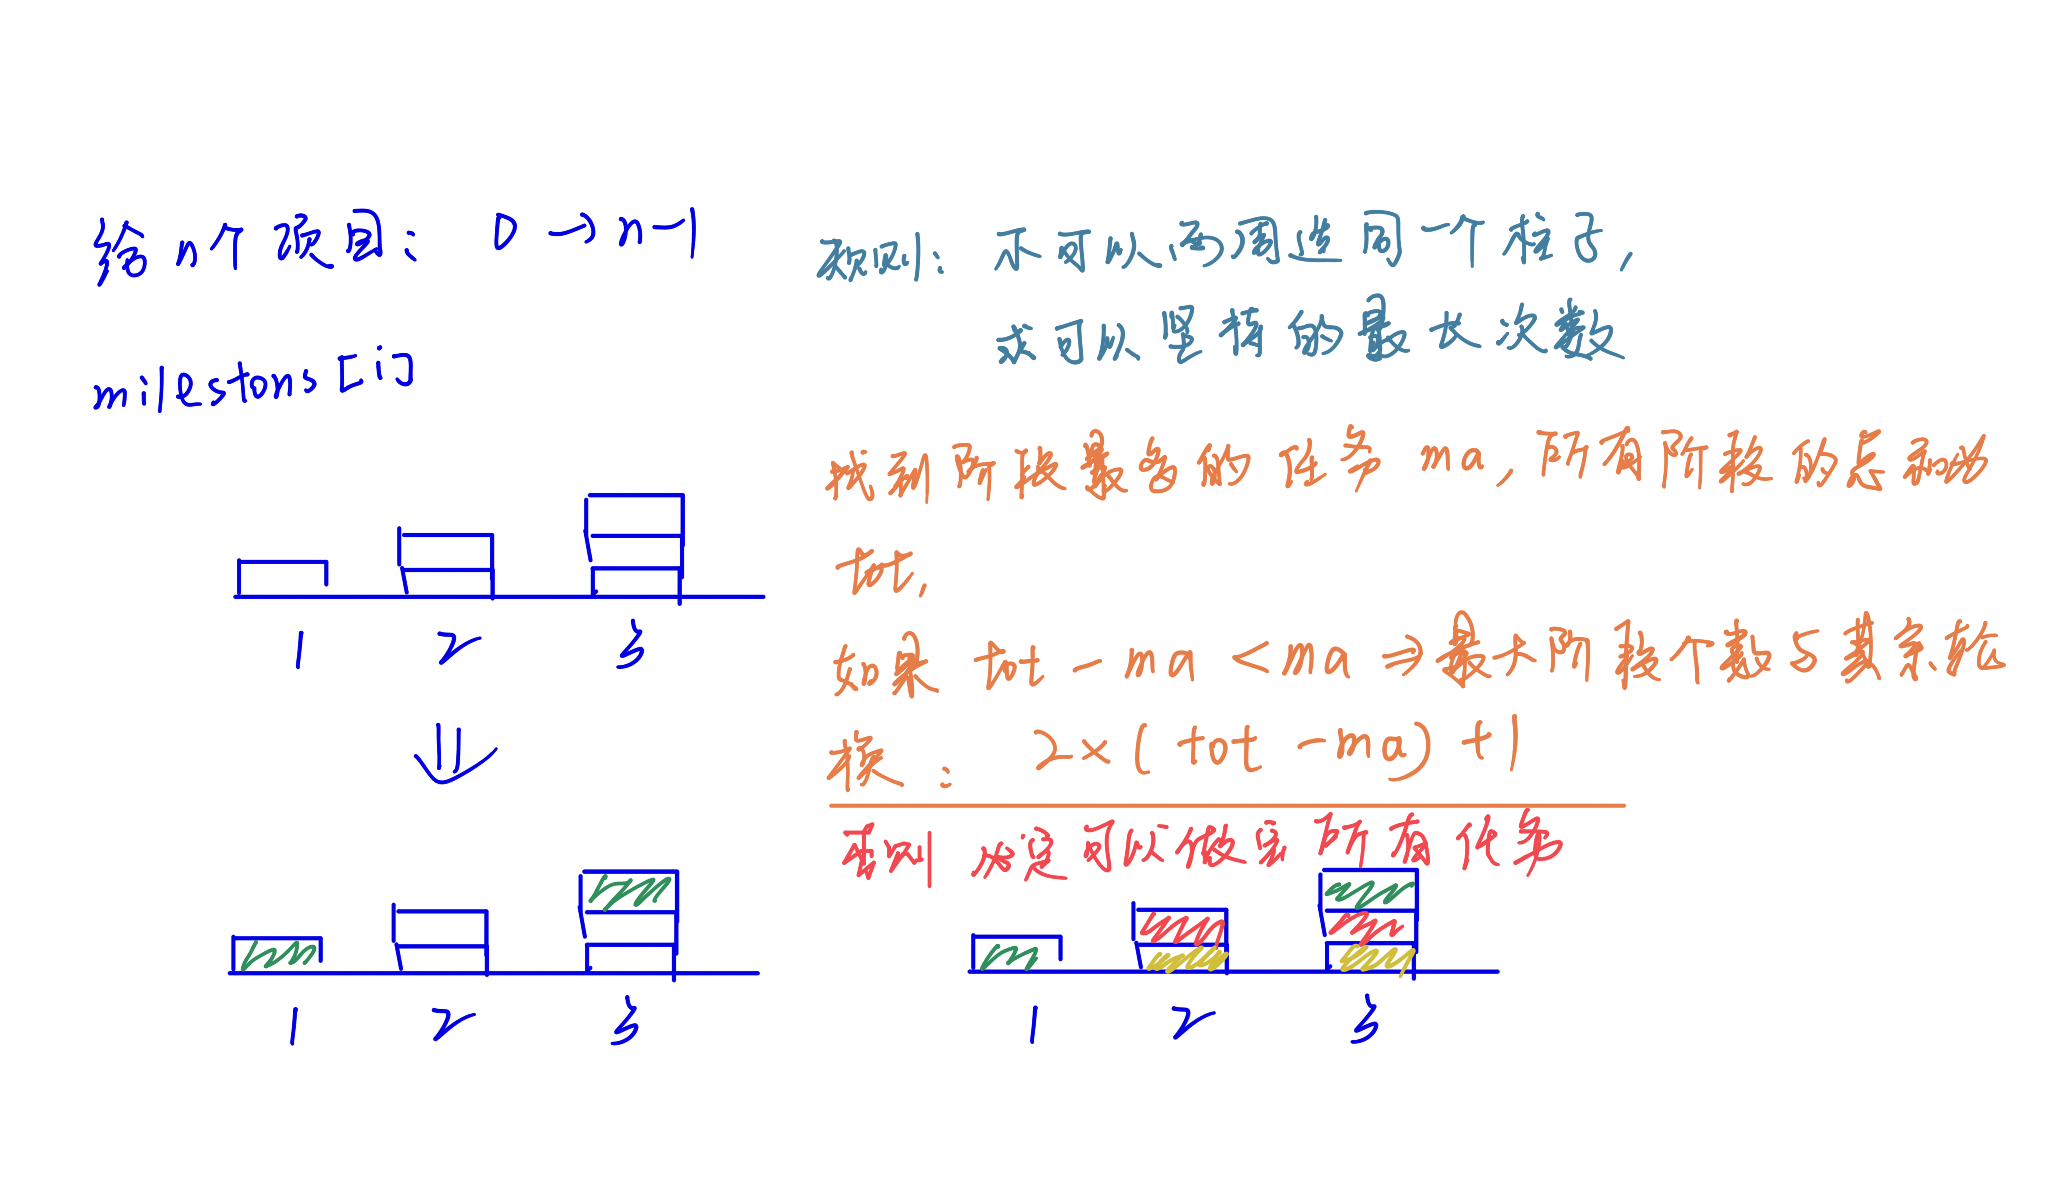 给n个项目: 0 → n-1
milestons [i]
1 2 3
1 2 3
规则: 不可以两周选同一个柱子,
求可以坚持的最长次数
找到阶段最多的任务 ma, 所有阶段的总和为
tot,
如果 tot - ma < ma ⇒ 最大阶段个数与其余轮
换: 2×(tot - ma) + 1
否则 必定可以做完所有任务
1 2 3